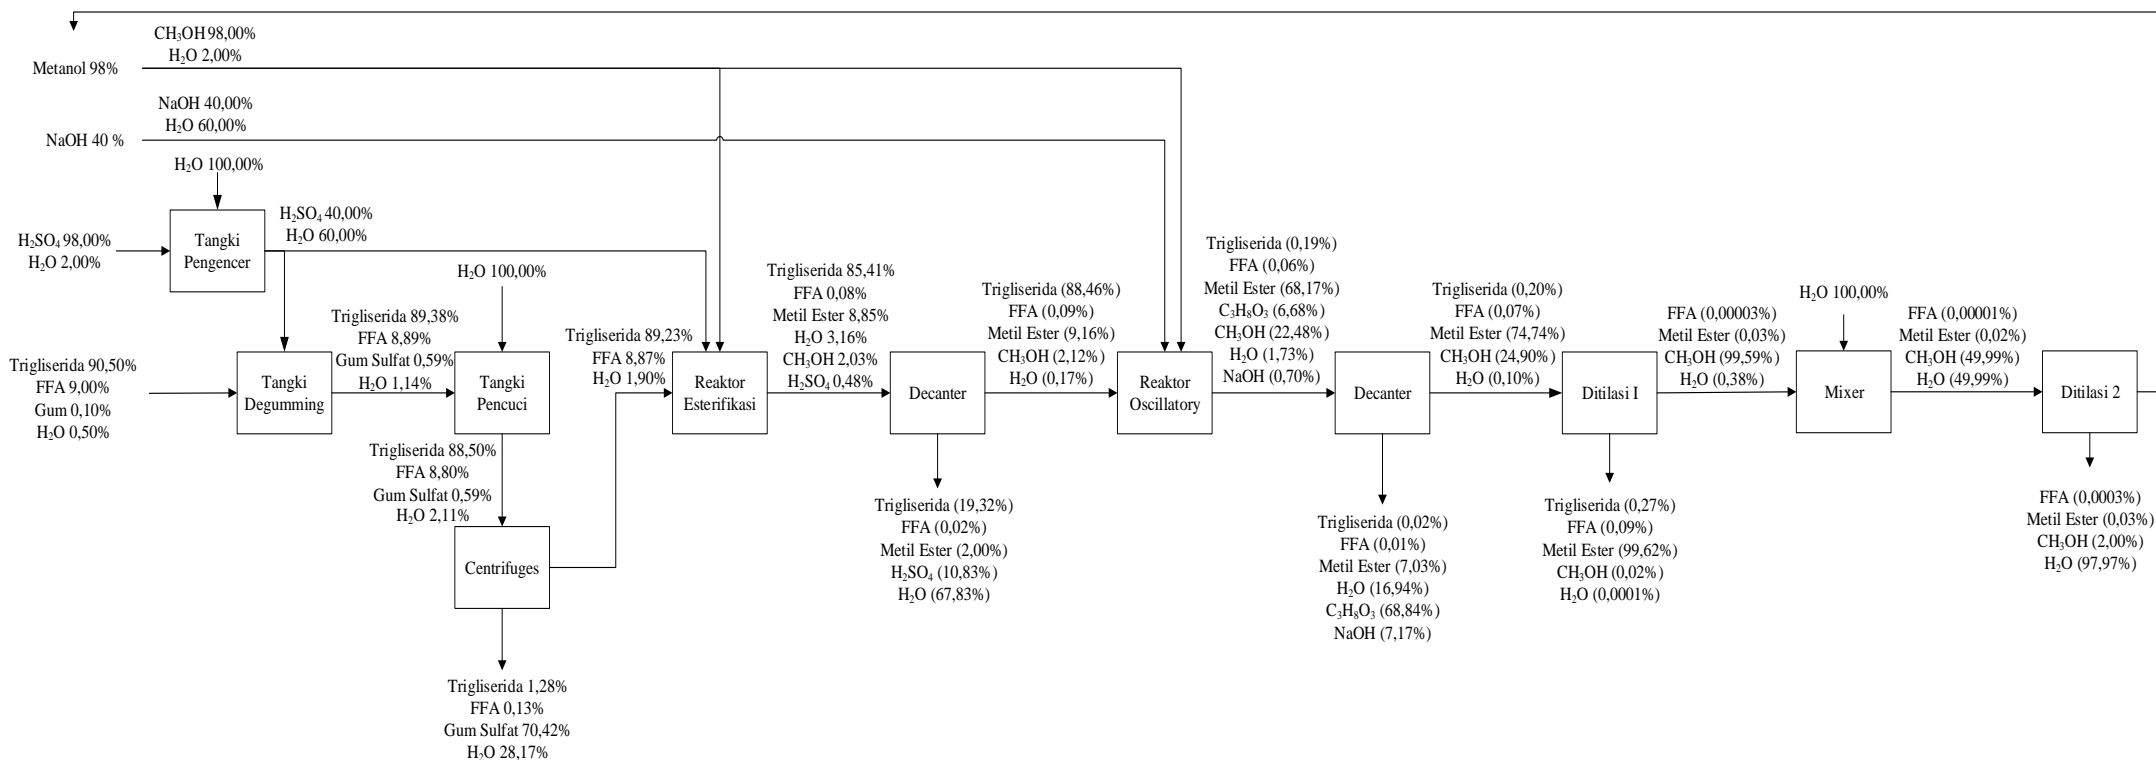 CH₃OH 98,00%
H₂O 2,00%
Metanol 98%
NaOH 40,00%
H₂O 60,00%
NaOH 40 %
H₂O 100,00%
H₂SO₄ 98,00%
H₂O 2,00%
Tangki
Pengencer
H₂SO₄ 40,00%
H₂O 60,00%
Trigliserida 90,50%
FFA 9,00%
Gum 0,10%
H₂O 0,50%
Tangki
Degumming
Trigliserida 89,38%
FFA 8,89%
Gum Sulfat 0,59%
H₂O 1,14%
H₂O 100,00%
Tangki
Pencuci
Trigliserida 88,50%
FFA 8,80%
Gum Sulfat 0,59%
H₂O 2,11%
Centrifuges
Trigliserida 1,28%
FFA 0,13%
Gum Sulfat 70,42%
H₂O 28,17%
Trigliserida 89,23%
FFA 8,87%
H₂O 1,90%
Reaktor
Esterifikasi
Trigliserida 85,41%
FFA 0,08%
Metil Ester 8,85%
H₂O 3,16%
CH₃OH 2,03%
H₂SO₄ 0,48%
Decanter
Trigliserida (19,32%)
FFA (0,02%)
Metil Ester (2,00%)
H₂SO₄ (10,83%)
H₂O (67,83%)
Trigliserida (88,46%)
FFA (0,09%)
Metil Ester (9,16%)
CH₃OH (2,12%)
H₂O (0,17%)
Reaktor
Oscillatory
Trigliserida (0,19%)
FFA (0,06%)
Metil Ester (68,17%)
C₃H₈O₃ (6,68%)
CH₃OH (22,48%)
H₂O (1,73%)
NaOH (0,70%)
Decanter
Trigliserida (0,02%)
FFA (0,01%)
Metil Ester (7,03%)
H₂O (16,94%)
C₃H₈O₃ (68,84%)
NaOH (7,17%)
Trigliserida (0,20%)
FFA (0,07%)
Metil Ester (74,74%)
CH₃OH (24,90%)
H₂O (0,10%)
Ditilasi I
Trigliserida (0,27%)
FFA (0,09%)
Metil Ester (99,62%)
CH₃OH (0,02%)
H₂O (0,0001%)
FFA (0,00003%)
Metil Ester (0,03%)
CH₃OH (99,59%)
H₂O (0,38%)
H₂O 100,00%
Mixer
FFA (0,00001%)
Metil Ester (0,02%)
CH₃OH (49,99%)
H₂O (49,99%)
Ditilasi 2
FFA (0,0003%)
Metil Ester (0,03%)
CH₃OH (2,00%)
H₂O (97,97%)